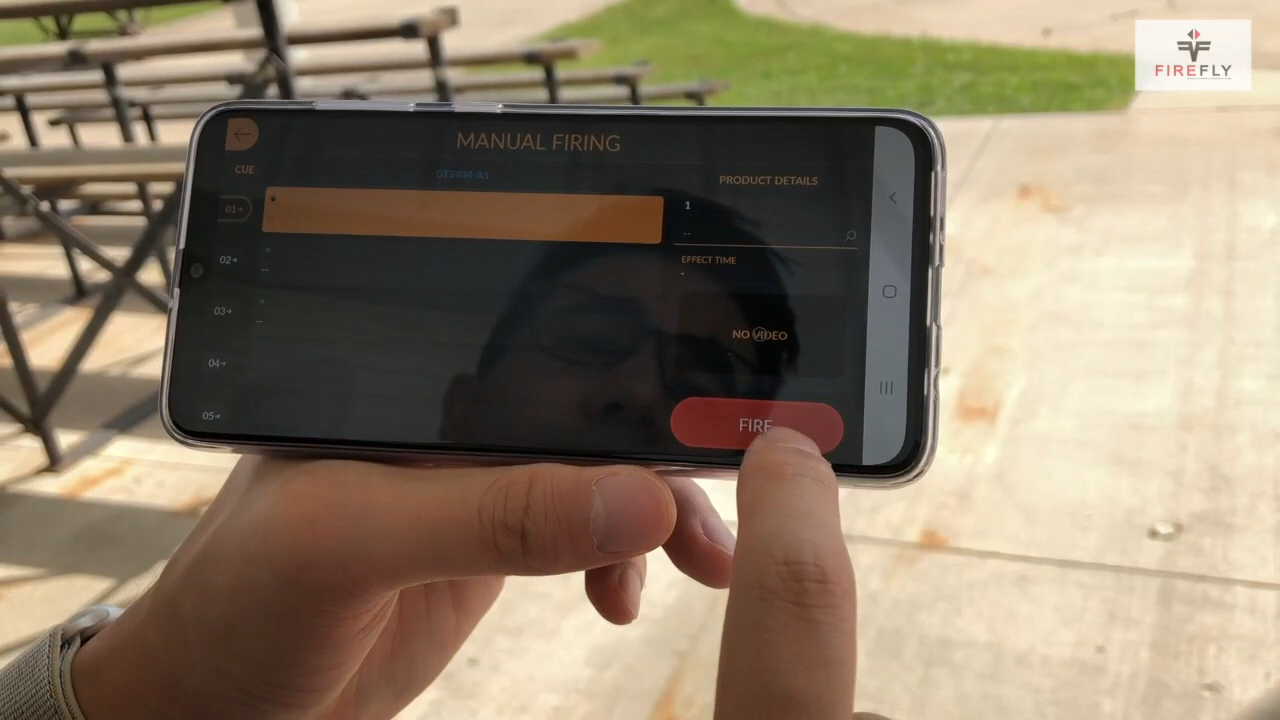 FIREFLY
MANUAL FIRING
CUE
GT2404-A1
PRODUCT DETAILS
01
1
--
02
--
EFFECT TIME
-
03
--
NO VIDEO
04
05
FIRE